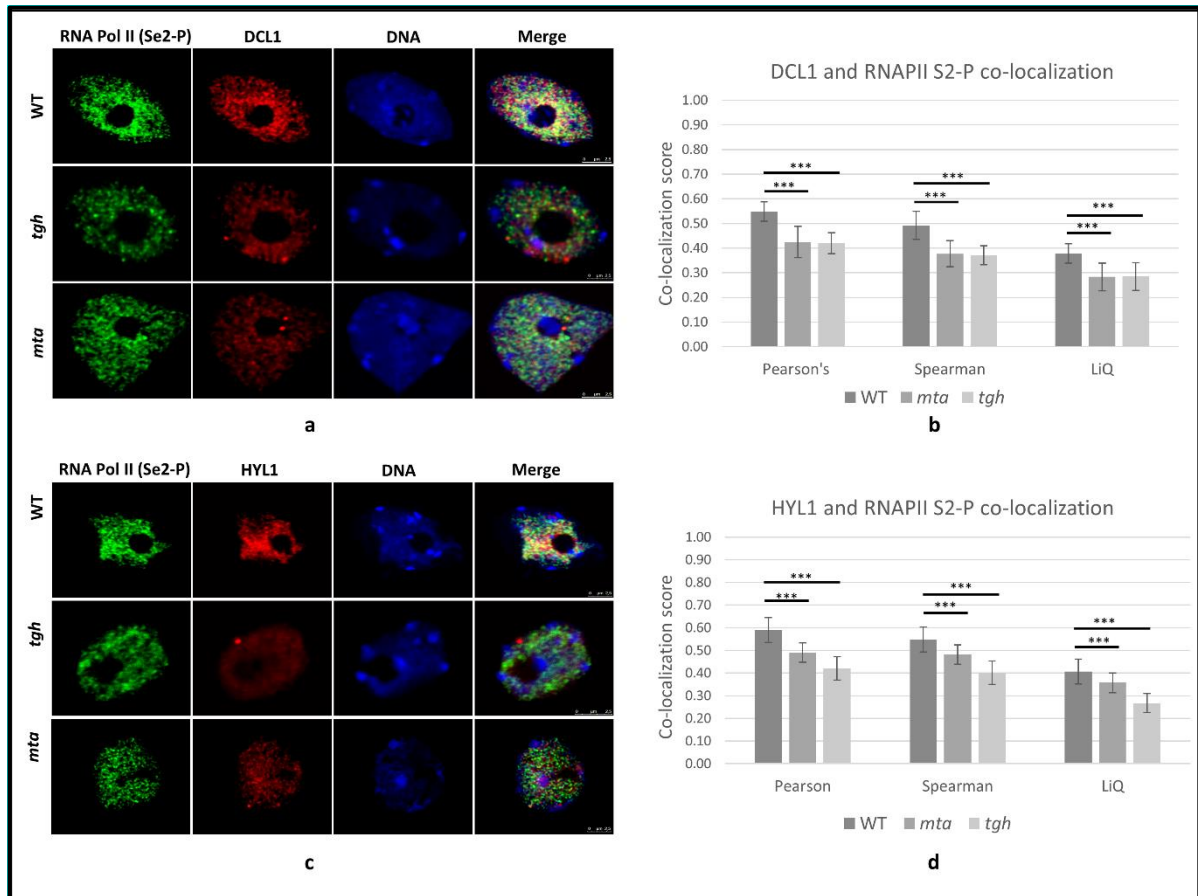 RNA Pol II (Se2-P) DCL1 DNA Merge
WT
tgh
mta
a
DCL1 and RNAPII S2-P co-localization
Co-localization score
1.00
0.90
0.80
0.70
0.60
0.50
0.40
0.30
0.20
0.10
0.00
*** *** ***
*** *** ***
Pearson's Spearman LiQ
WT mta tgh
b
RNA Pol II (Se2-P) HYL1 DNA Merge
WT
tgh
mta
c
HYL1 and RNAPII S2-P co-localization
Co-localization score
1.00
0.90
0.80
0.70
0.60
0.50
0.40
0.30
0.20
0.10
0.00
*** *** ***
*** *** ***
Pearson Spearman LiQ
WT mta tgh
d